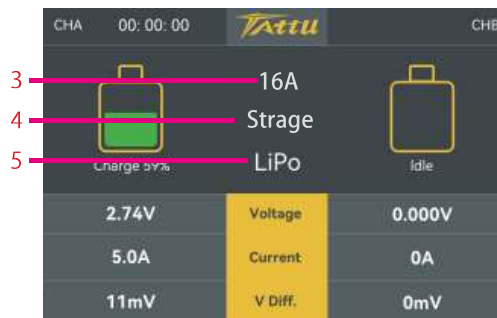 CHA 00: 00: 00 TATTU CHB
3 16A
4 Strage
5 LiPo
Charge 59% Idle
2.74V Voltage 0.000V
5.0A Current 0A
11mV V Diff. 0mV